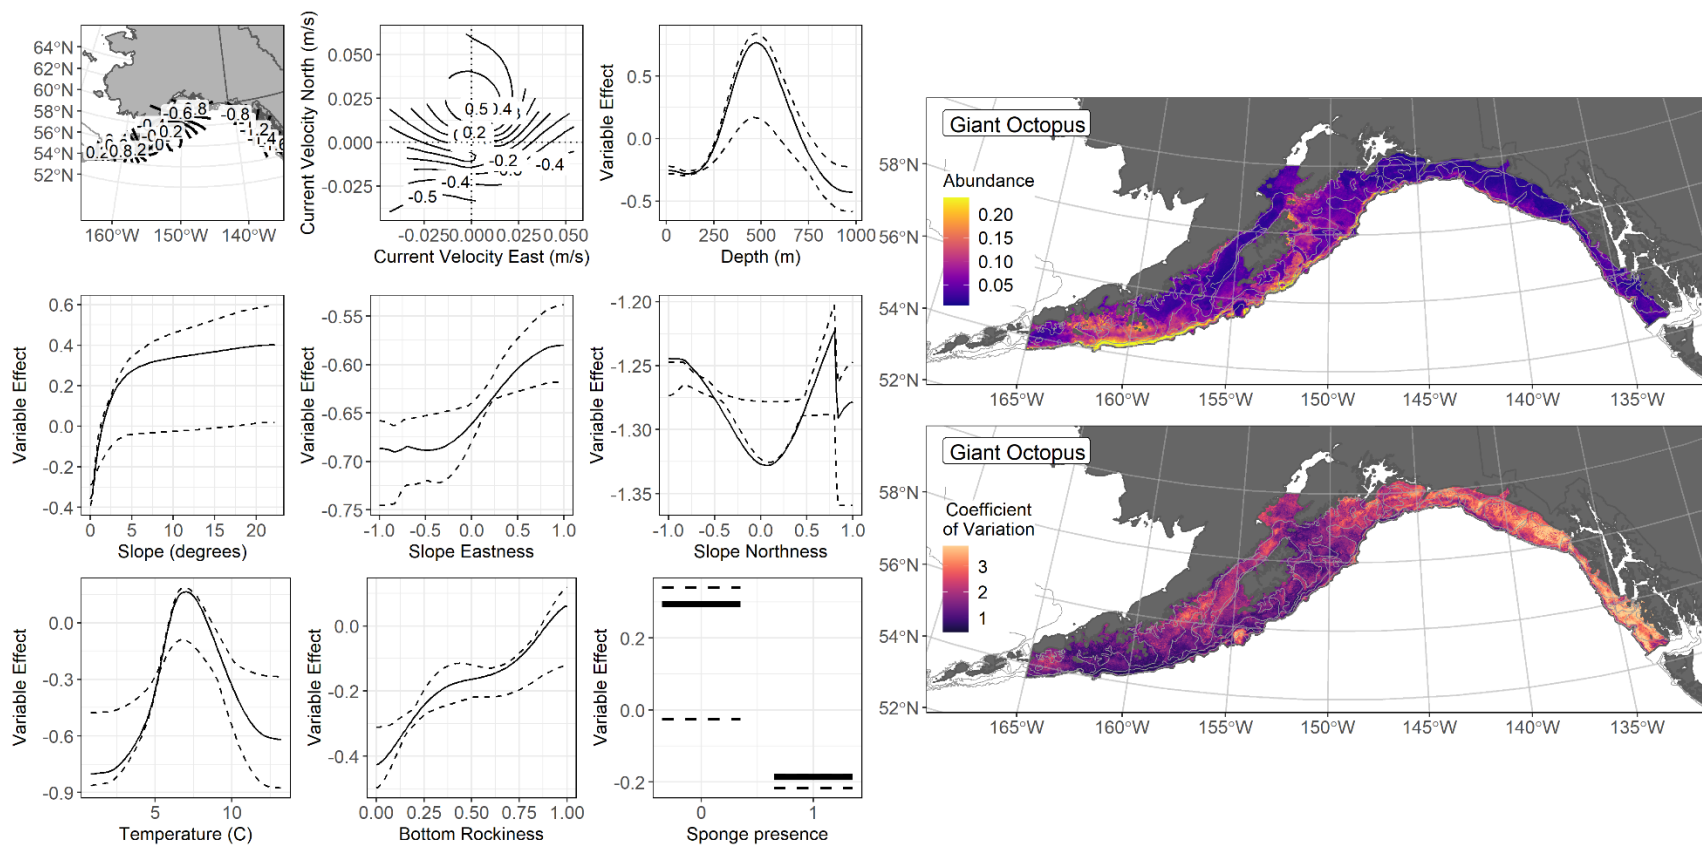 64°N
62°N
60°N
58°N
56°N
54°N
52°N
160°W 150°W 140°W
-0.8
0.2
Current Velocity North (m/s)
0.050
0.025
0.000
-0.025
0.5
0.2
-0.2
-0.4
-0.4
-0.5
-0.025 0.000 0.025 0.050
Current Velocity East (m/s)
Variable Effect
0.5
0.0
-0.5
0 250 500 750 1000
Depth (m)
Variable Effect
0.6
0.4
0.2
0.0
-0.2
-0.4
0 5 10 15 20
Slope (degrees)
Variable Effect
-0.55
-0.60
-0.65
-0.70
-0.75
-1.0 -0.5 0.0 0.5 1.0
Slope Eastness
Variable Effect
-1.20
-1.25
-1.30
-1.35
-1.0 -0.5 0.0 0.5 1.0
Slope Northness
Variable Effect
0.0
-0.3
-0.6
-0.9
5 10
Temperature (C)
Variable Effect
0.0
-0.2
-0.4
0.00 0.25 0.50 0.75 1.00
Bottom Rockiness
Variable Effect
0.2
0.0
-0.2
0 1
Sponge presence
Giant Octopus
Abundance
0.20
0.15
0.10
0.05
58°N
56°N
54°N
52°N
165°W 160°W 155°W 150°W 145°W 140°W 135°W
Giant Octopus
Coefficient
of Variation
3
2
1
58°N
56°N
54°N
52°N
165°W 160°W 155°W 150°W 145°W 140°W 135°W